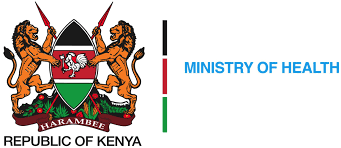 HARAMBEE
REPUBLIC OF KENYA
MINISTRY OF HEALTH